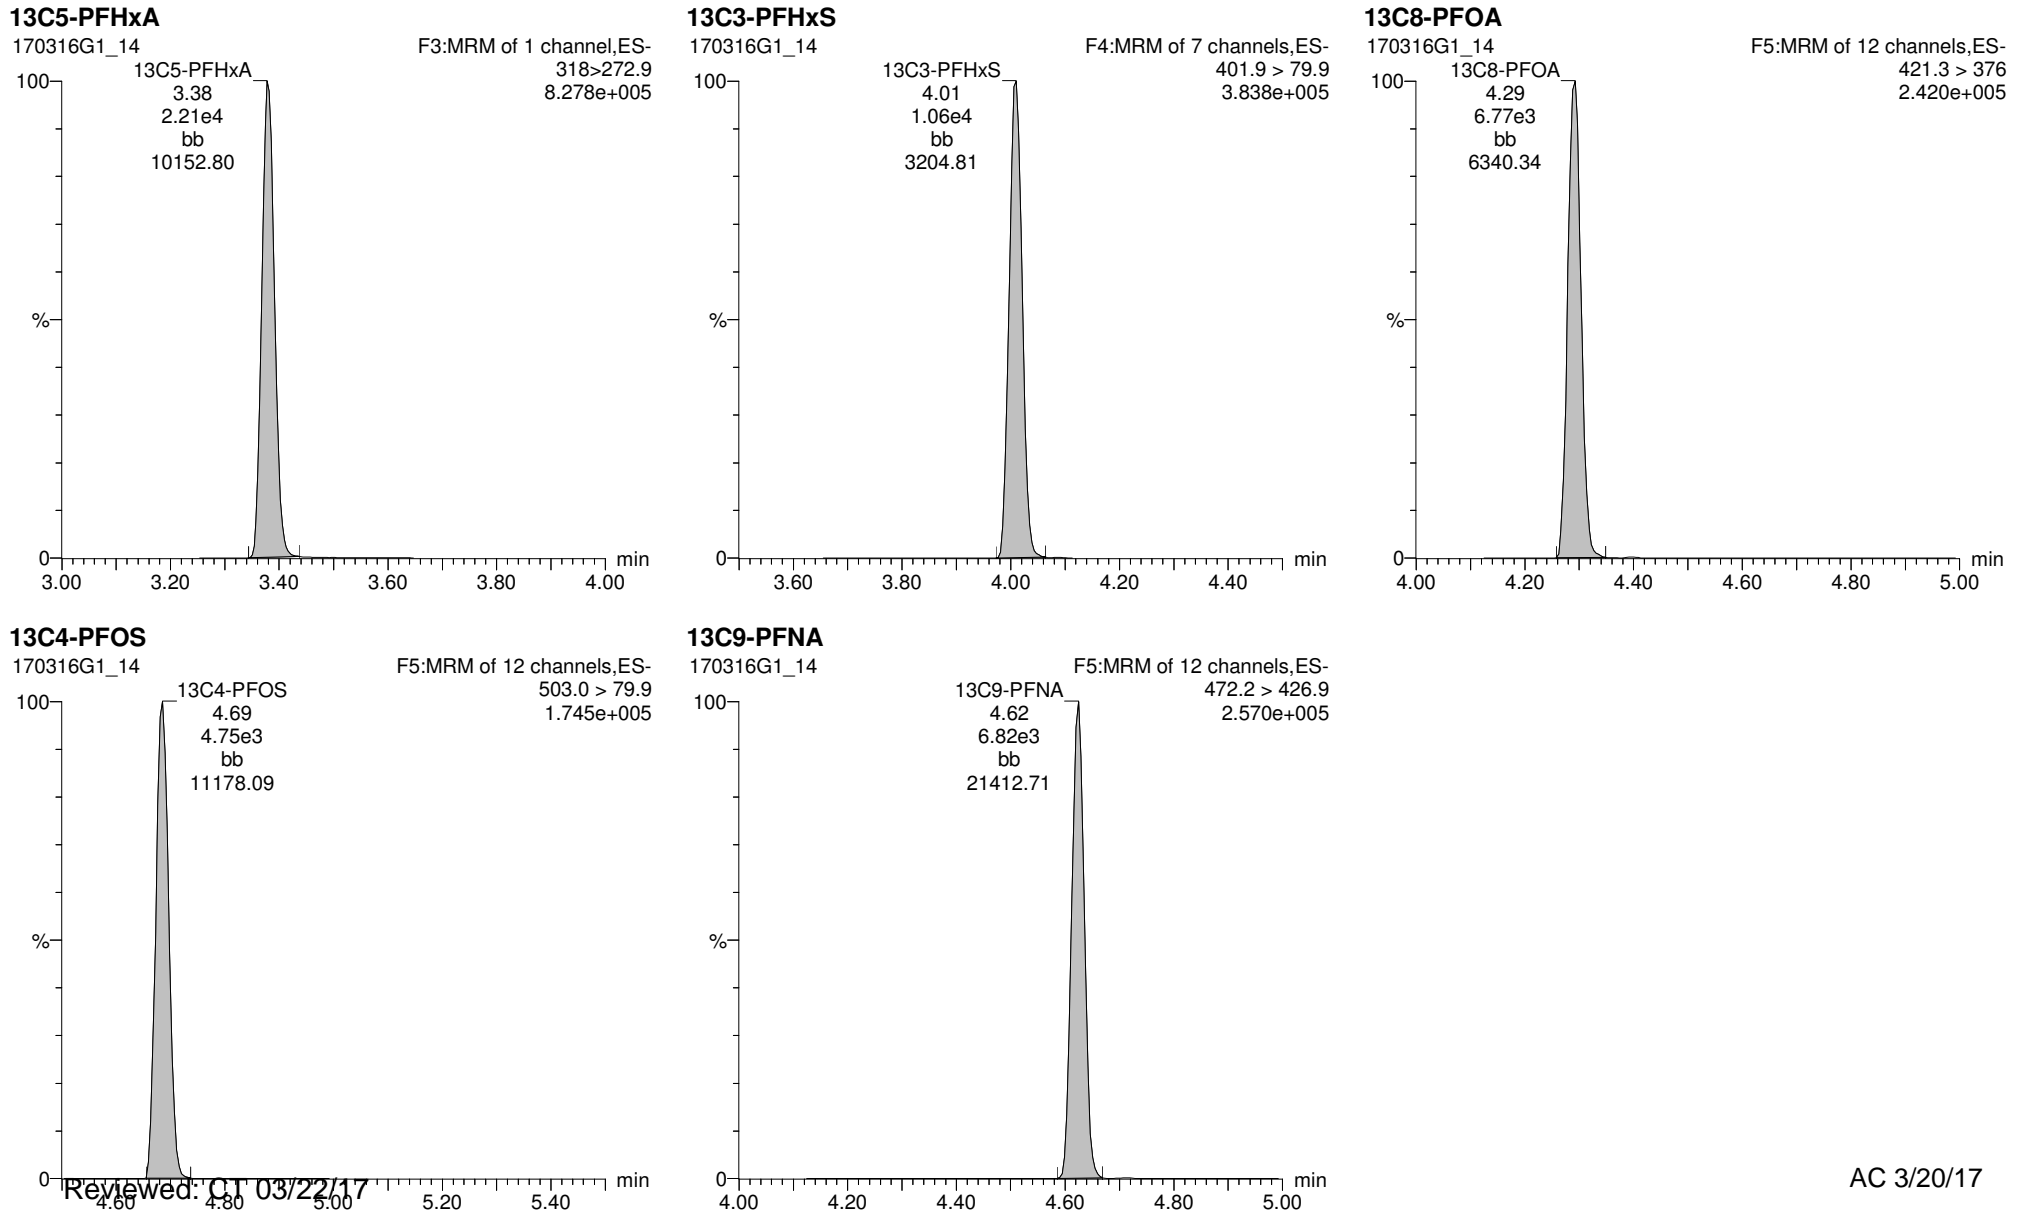 13C5-PFHxA
170316G1_14
F3:MRM of 1 channel,ES-
318>272.9
8.278e+005
13C5-PFHxA
3.38
2.21e4
bb
10152.80
100
%
0
min
3.00 3.20 3.40 3.60 3.80 4.00
13C3-PFHxS
170316G1_14
F4:MRM of 7 channels,ES-
401.9 > 79.9
3.838e+005
13C3-PFHxS
4.01
1.06e4
bb
3204.81
100
%
0
min
3.60 3.80 4.00 4.20 4.40
13C8-PFOA
170316G1_14
F5:MRM of 12 channels,ES-
421.3 > 376
2.420e+005
13C8-PFOA
4.29
6.77e3
bb
6340.34
100
%
0
min
4.00 4.20 4.40 4.60 4.80 5.00
13C4-PFOS
170316G1_14
F5:MRM of 12 channels,ES-
503.0 > 79.9
1.745e+005
13C4-PFOS
4.69
4.75e3
bb
11178.09
100
%
0
min
4.60 4.80 5.00 5.20 5.40
13C9-PFNA
170316G1_14
F5:MRM of 12 channels,ES-
472.2 > 426.9
2.570e+005
13C9-PFNA
4.62
6.82e3
bb
21412.71
100
%
0
min
4.00 4.20 4.40 4.60 4.80 5.00
Reviewed: CT 03/22/17
AC 3/20/17